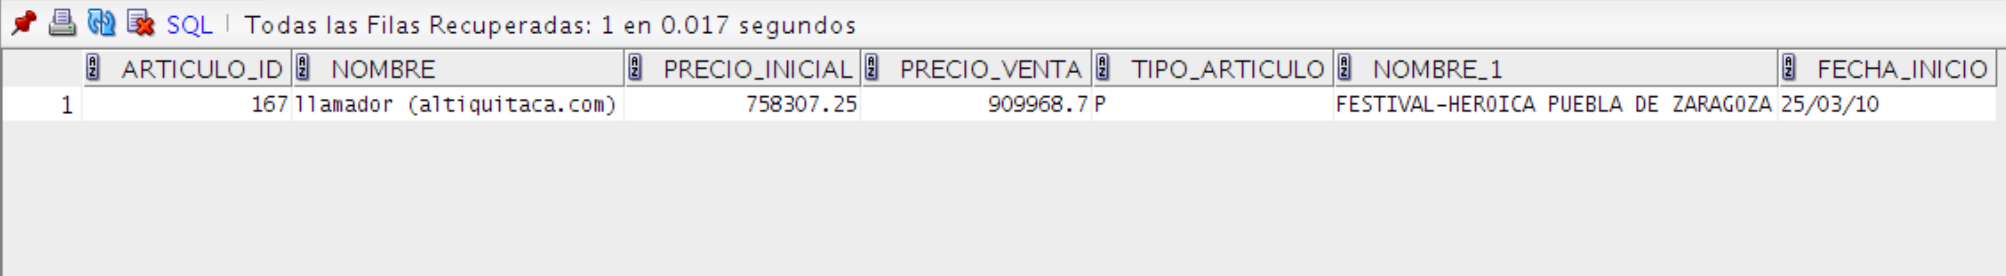 SQL Todas las Filas Recuperadas: 1 en 0.017 segundos
ARTICULO_ID NOMBRE PRECIO_INICIAL PRECIO_VENTA TIPO_ARTICULO NOMBRE_1 FECHA_INICIO
1 167 llamador (altiquitaca.com) 758307.25 909968.7 P FESTIVAL-HEROICA PUEBLA DE ZARAGOZA 25/03/10